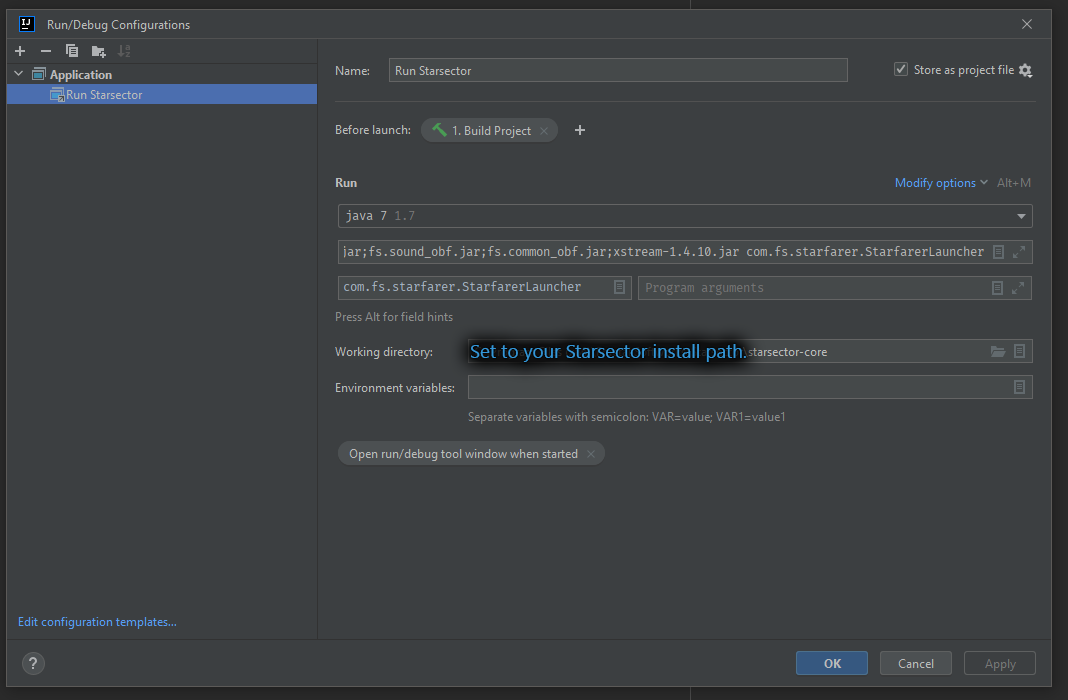 Run/Debug Configurations
Application
Run Starsector
Name: Run Starsector
Store as project file
Before launch: 1. Build Project
Run
Modify options Alt+M
java 7 1.7
jar;fs.sound_obf.jar;fs.common_obf.jar;xstream-1.4.10.jar com.fs.starfarer.StarfarerLauncher
com.fs.starfarer.StarfarerLauncher Program arguments
Press Alt for field hints
Working directory: Set to your Starsector install path. starsector-core
Environment variables:
Separate variables with semicolon: VAR=value; VAR1=value1
Open run/debug tool window when started
Edit configuration templates...
? OK Cancel Apply